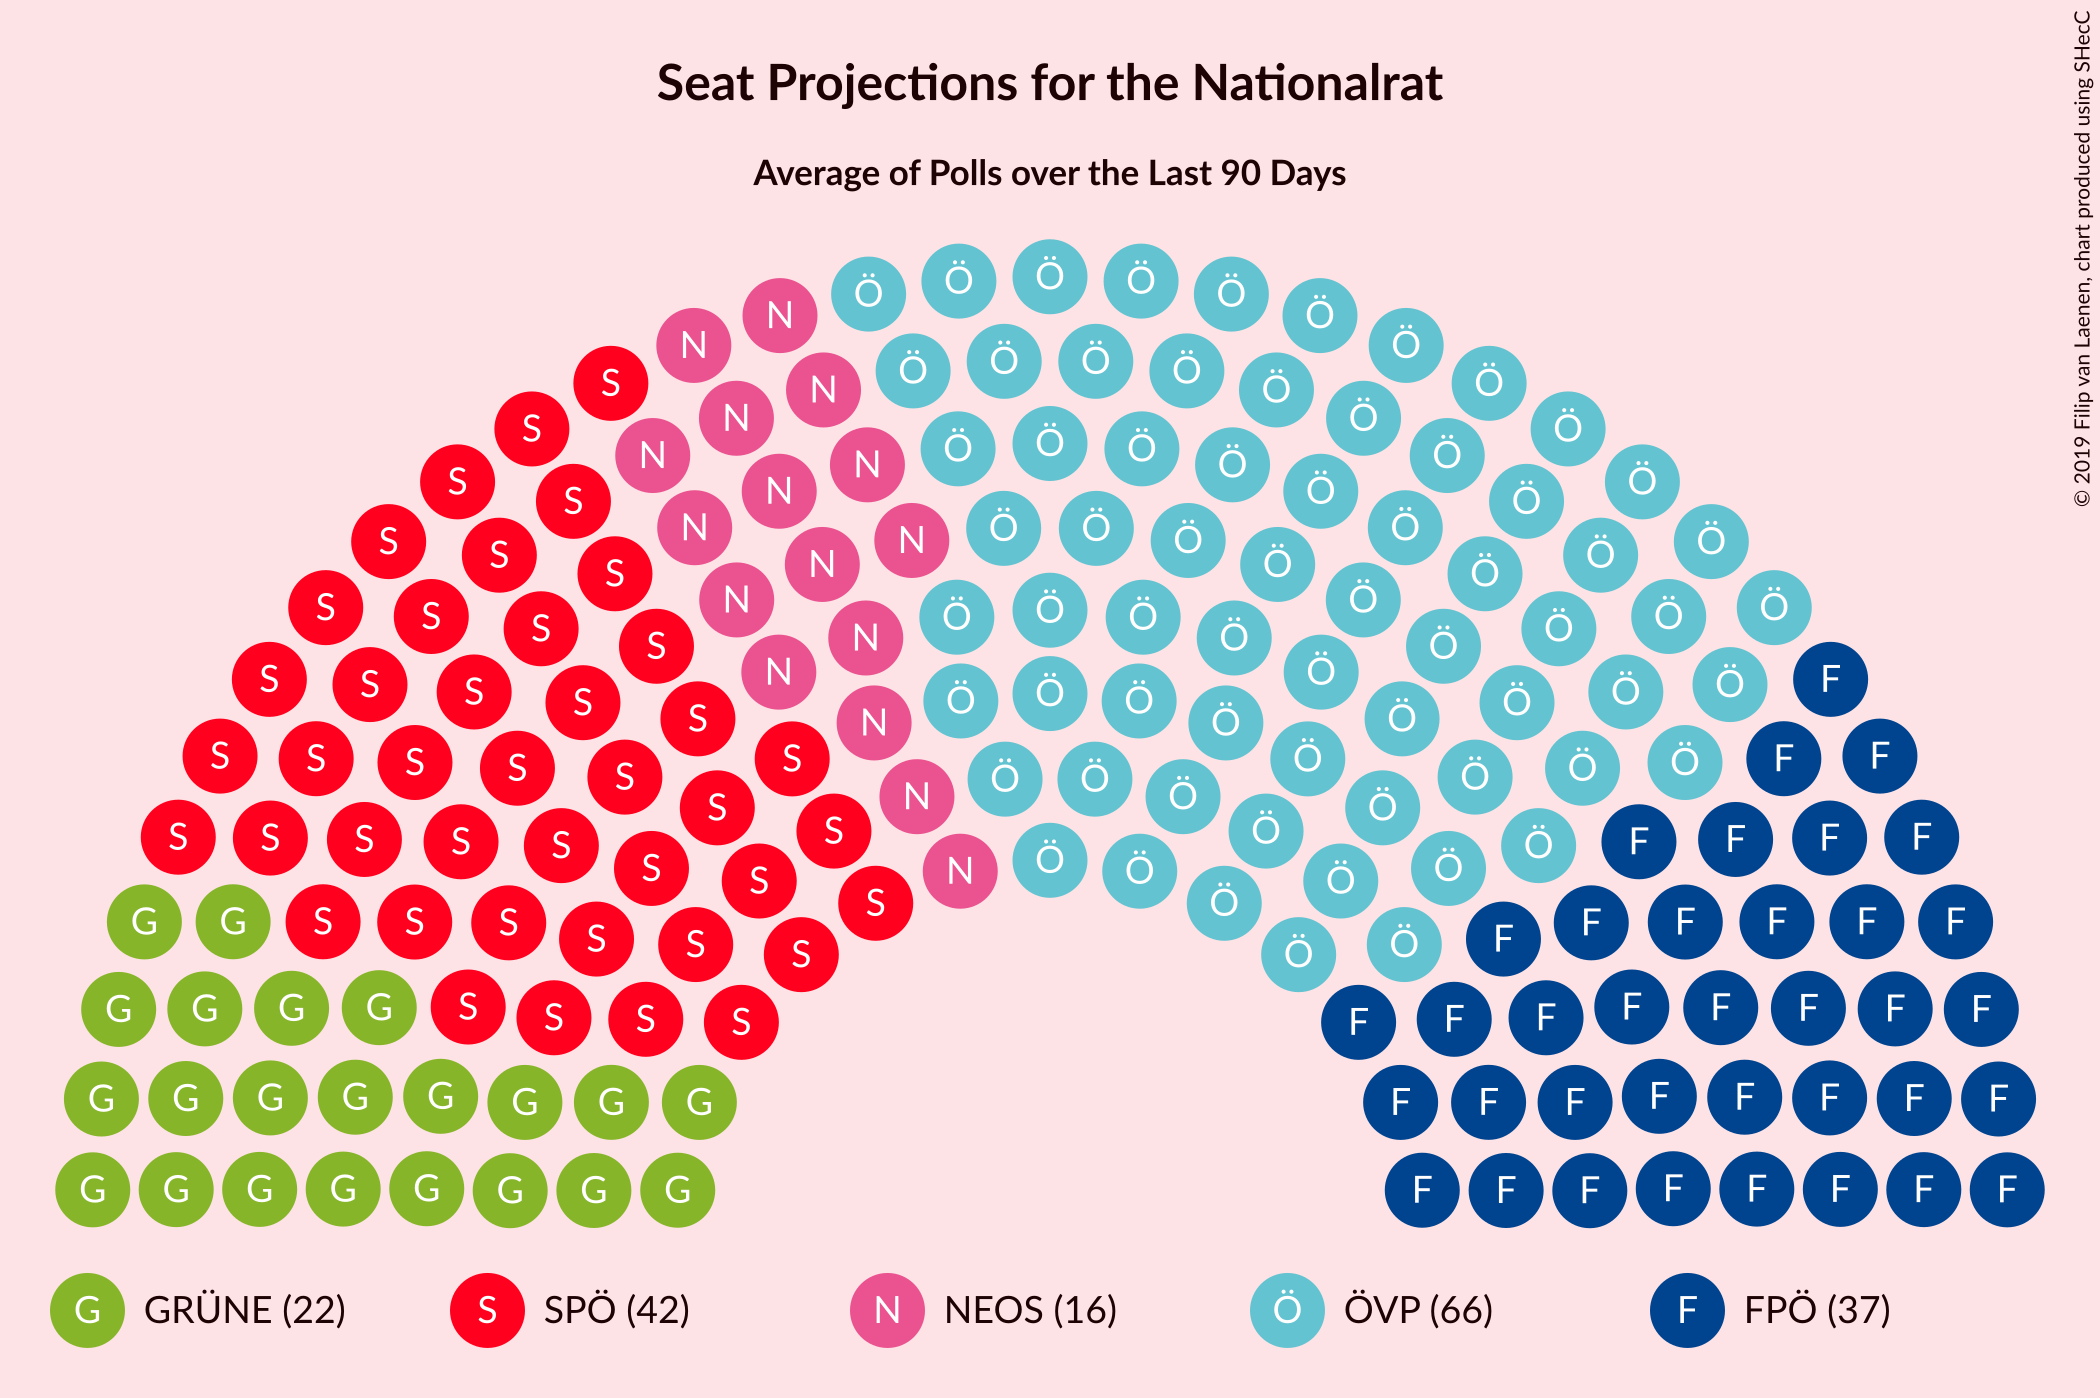 Seat Projections for the Nationalrat
Average of Polls over the Last 90 Days
© 2019 Filip van Laenen, chart produced using SHecC
Ö Ö Ö Ö Ö
N Ö
N Ö
S Ö Ö Ö Ö Ö
N Ö
S N Ö Ö
N N Ö Ö Ö Ö Ö
S S N Ö Ö Ö
S N N Ö Ö Ö Ö Ö
S S N Ö Ö Ö
S S N Ö Ö Ö Ö Ö Ö
S S N Ö Ö Ö
S S S S N Ö Ö Ö Ö Ö Ö Ö F
S N Ö Ö
S S S S S S Ö Ö Ö Ö Ö Ö F F
S N Ö Ö
S S S S S S Ö Ö F F F F
S S N Ö Ö Ö Ö
S Ö
G G S S S S S S Ö Ö F F F F F F
G G G G S S S S F F F F F F F F
G G G G G G G G F F F F F F F F
G G G G G G G G F F F F F F F F
G GRÜNE (22) S SPÖ (42) N NEOS (16) Ö ÖVP (66) F FPÖ (37)